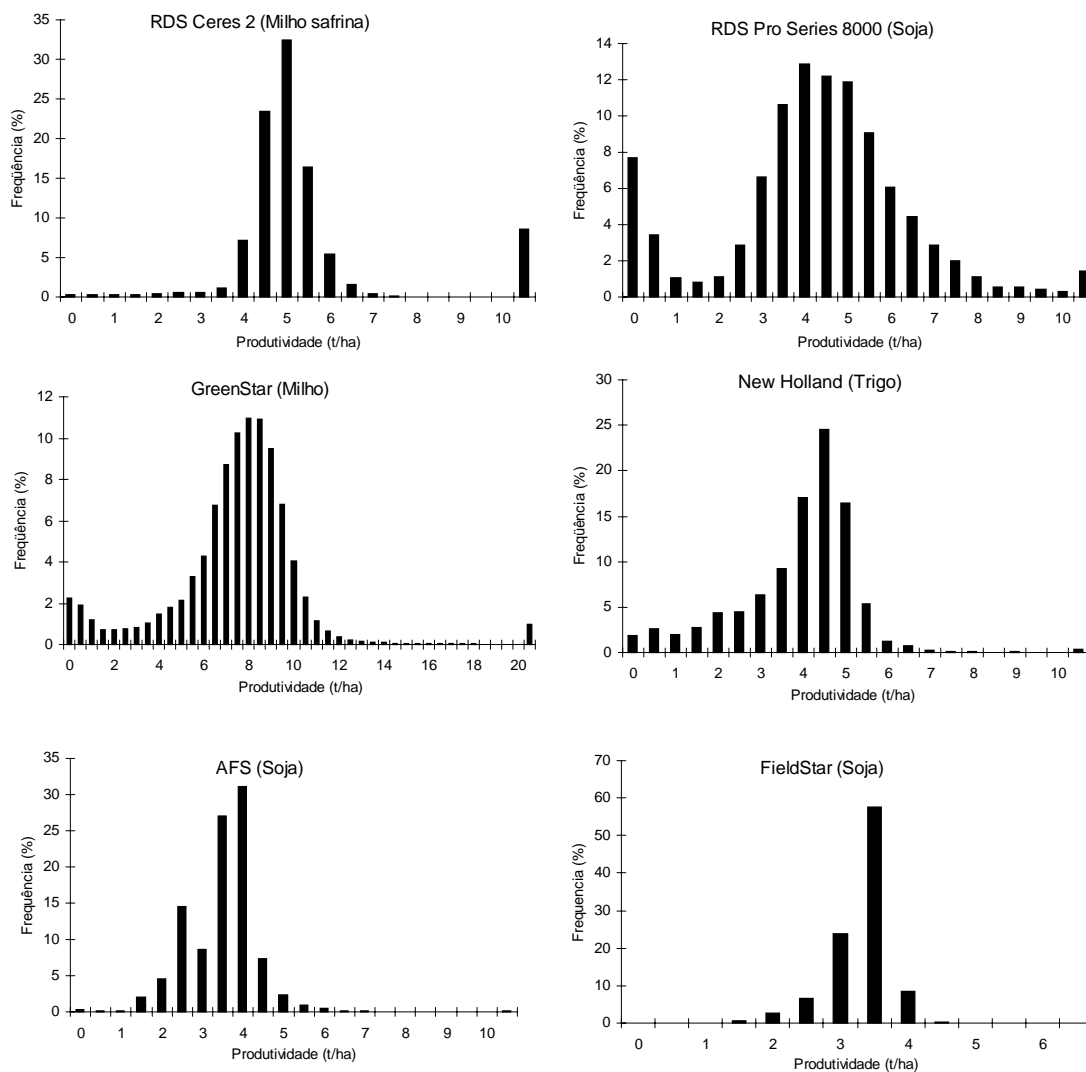 RDS Ceres 2 (Milho safrina)
35
30
25
20
15
10
5
0
Freqüência (%)
0 1 2 3 4 5 6 7 8 9 10
Produtividade (t/ha)
RDS Pro Series 8000 (Soja)
14
12
10
8
6
4
2
0
Freqüência (%)
0 1 2 3 4 5 6 7 8 9 10
Produtividade (t/ha)
GreenStar (Milho)
12
10
8
6
4
2
0
Freqüência (%)
0 2 4 6 8 10 12 14 16 18 20
Produtividade (t/ha)
New Holland (Trigo)
30
25
20
15
10
5
0
Freqüência (%)
0 1 2 3 4 5 6 7 8 9 10
Produtividade (t/ha)
AFS (Soja)
35
30
25
20
15
10
5
0
Frequência (%)
0 1 2 3 4 5 6 7 8 9 10
Produtividade (t/ha)
FieldStar (Soja)
70
60
50
40
30
20
10
0
Frequencia (%)
0 1 2 3 4 5 6
Produtividade (t/ha)